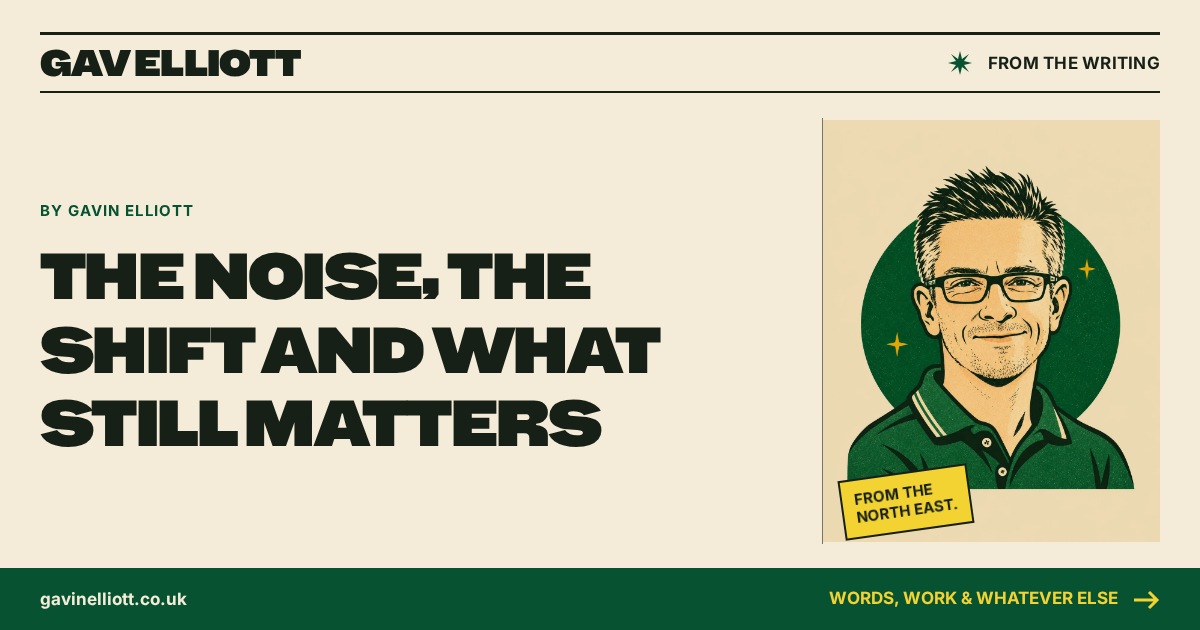 GAV ELLIOTT
FROM THE WRITING
BY GAVIN ELLIOTT
THE NOISE, THE
SHIFT AND WHAT
STILL MATTERS
FROM THE
NORTH EAST.
gavinelliott.co.uk
WORDS, WORK & WHATEVER ELSE